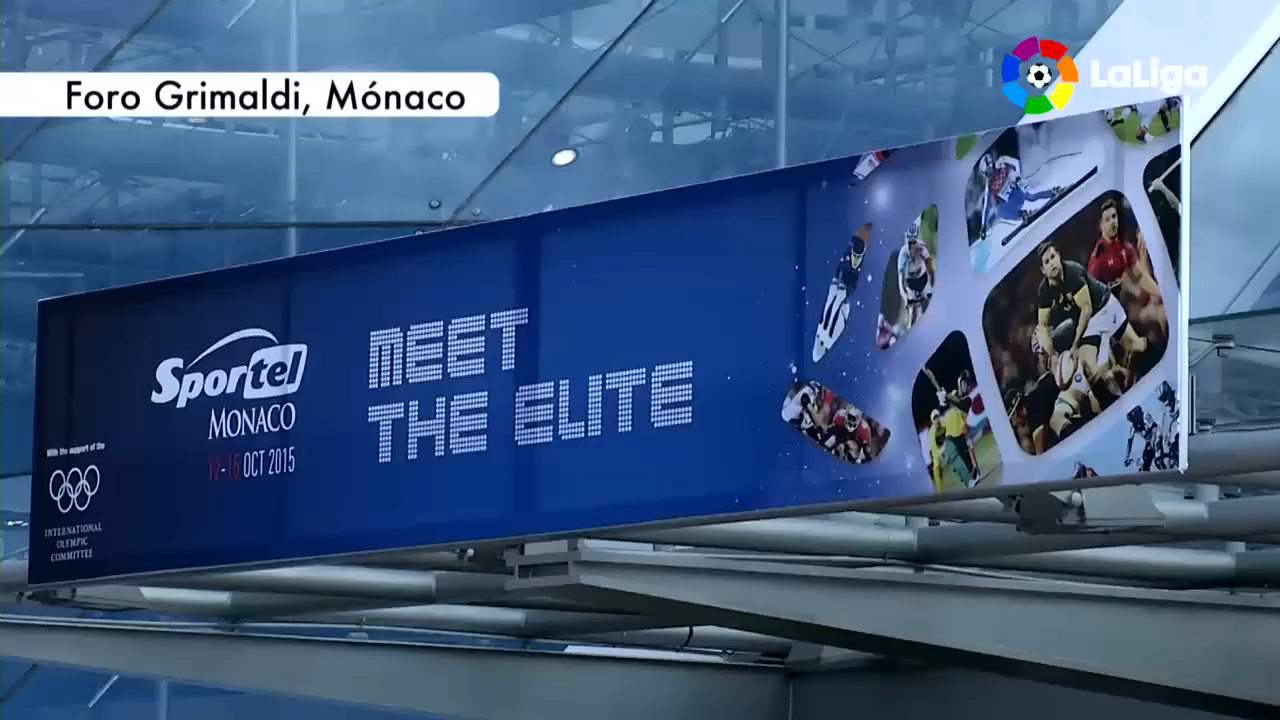 Foro Grimaldi, Mónaco
LaLiga
Sportel
MONACO
12-15 OCT 2015
MEET
THE ELITE
With the support of the
INTERNATIONAL
OLYMPIC
COMMITTEE